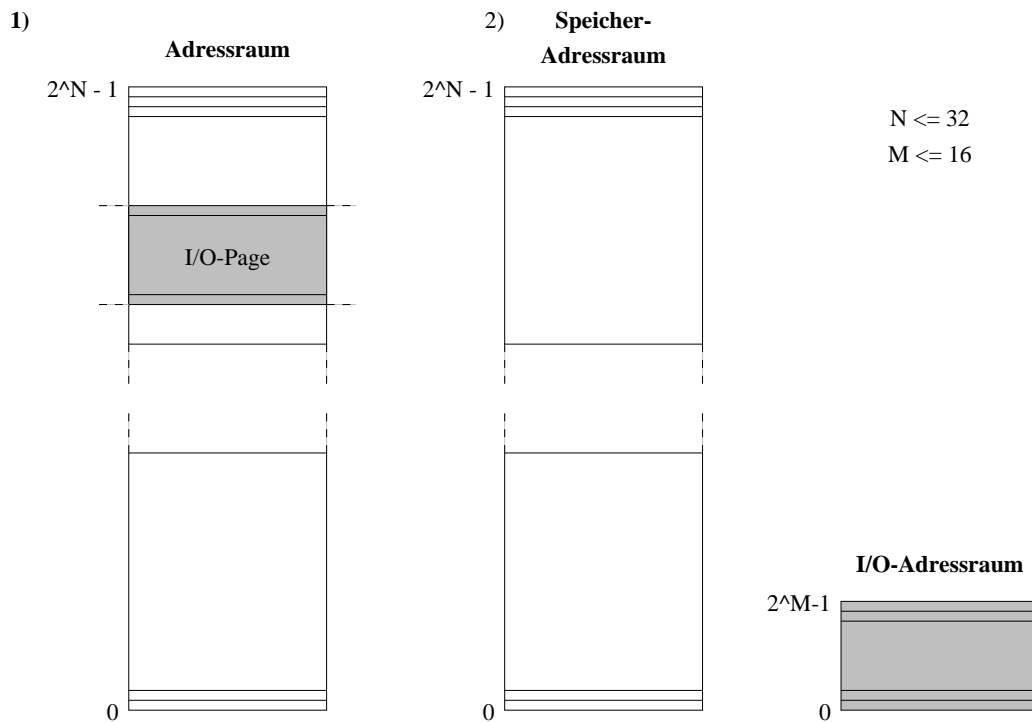 1)
Adressraum
2^N - 1
I/O-Page
0
2)
Speicher-
Adressraum
2^N - 1
0
N <= 32
M <= 16
I/O-Adressraum
2^M-1
0